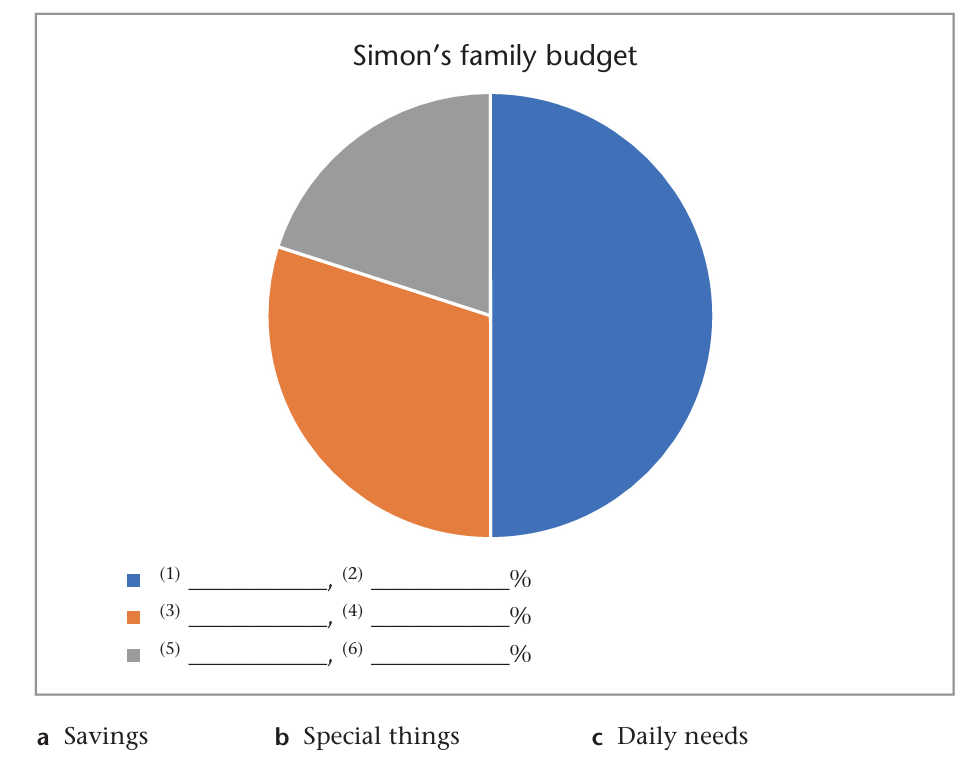 Simon’s family budget
(1) ____________, (2) ____________%
(3) ____________, (4) ____________%
(5) ____________, (6) ____________%
a Savings b Special things c Daily needs